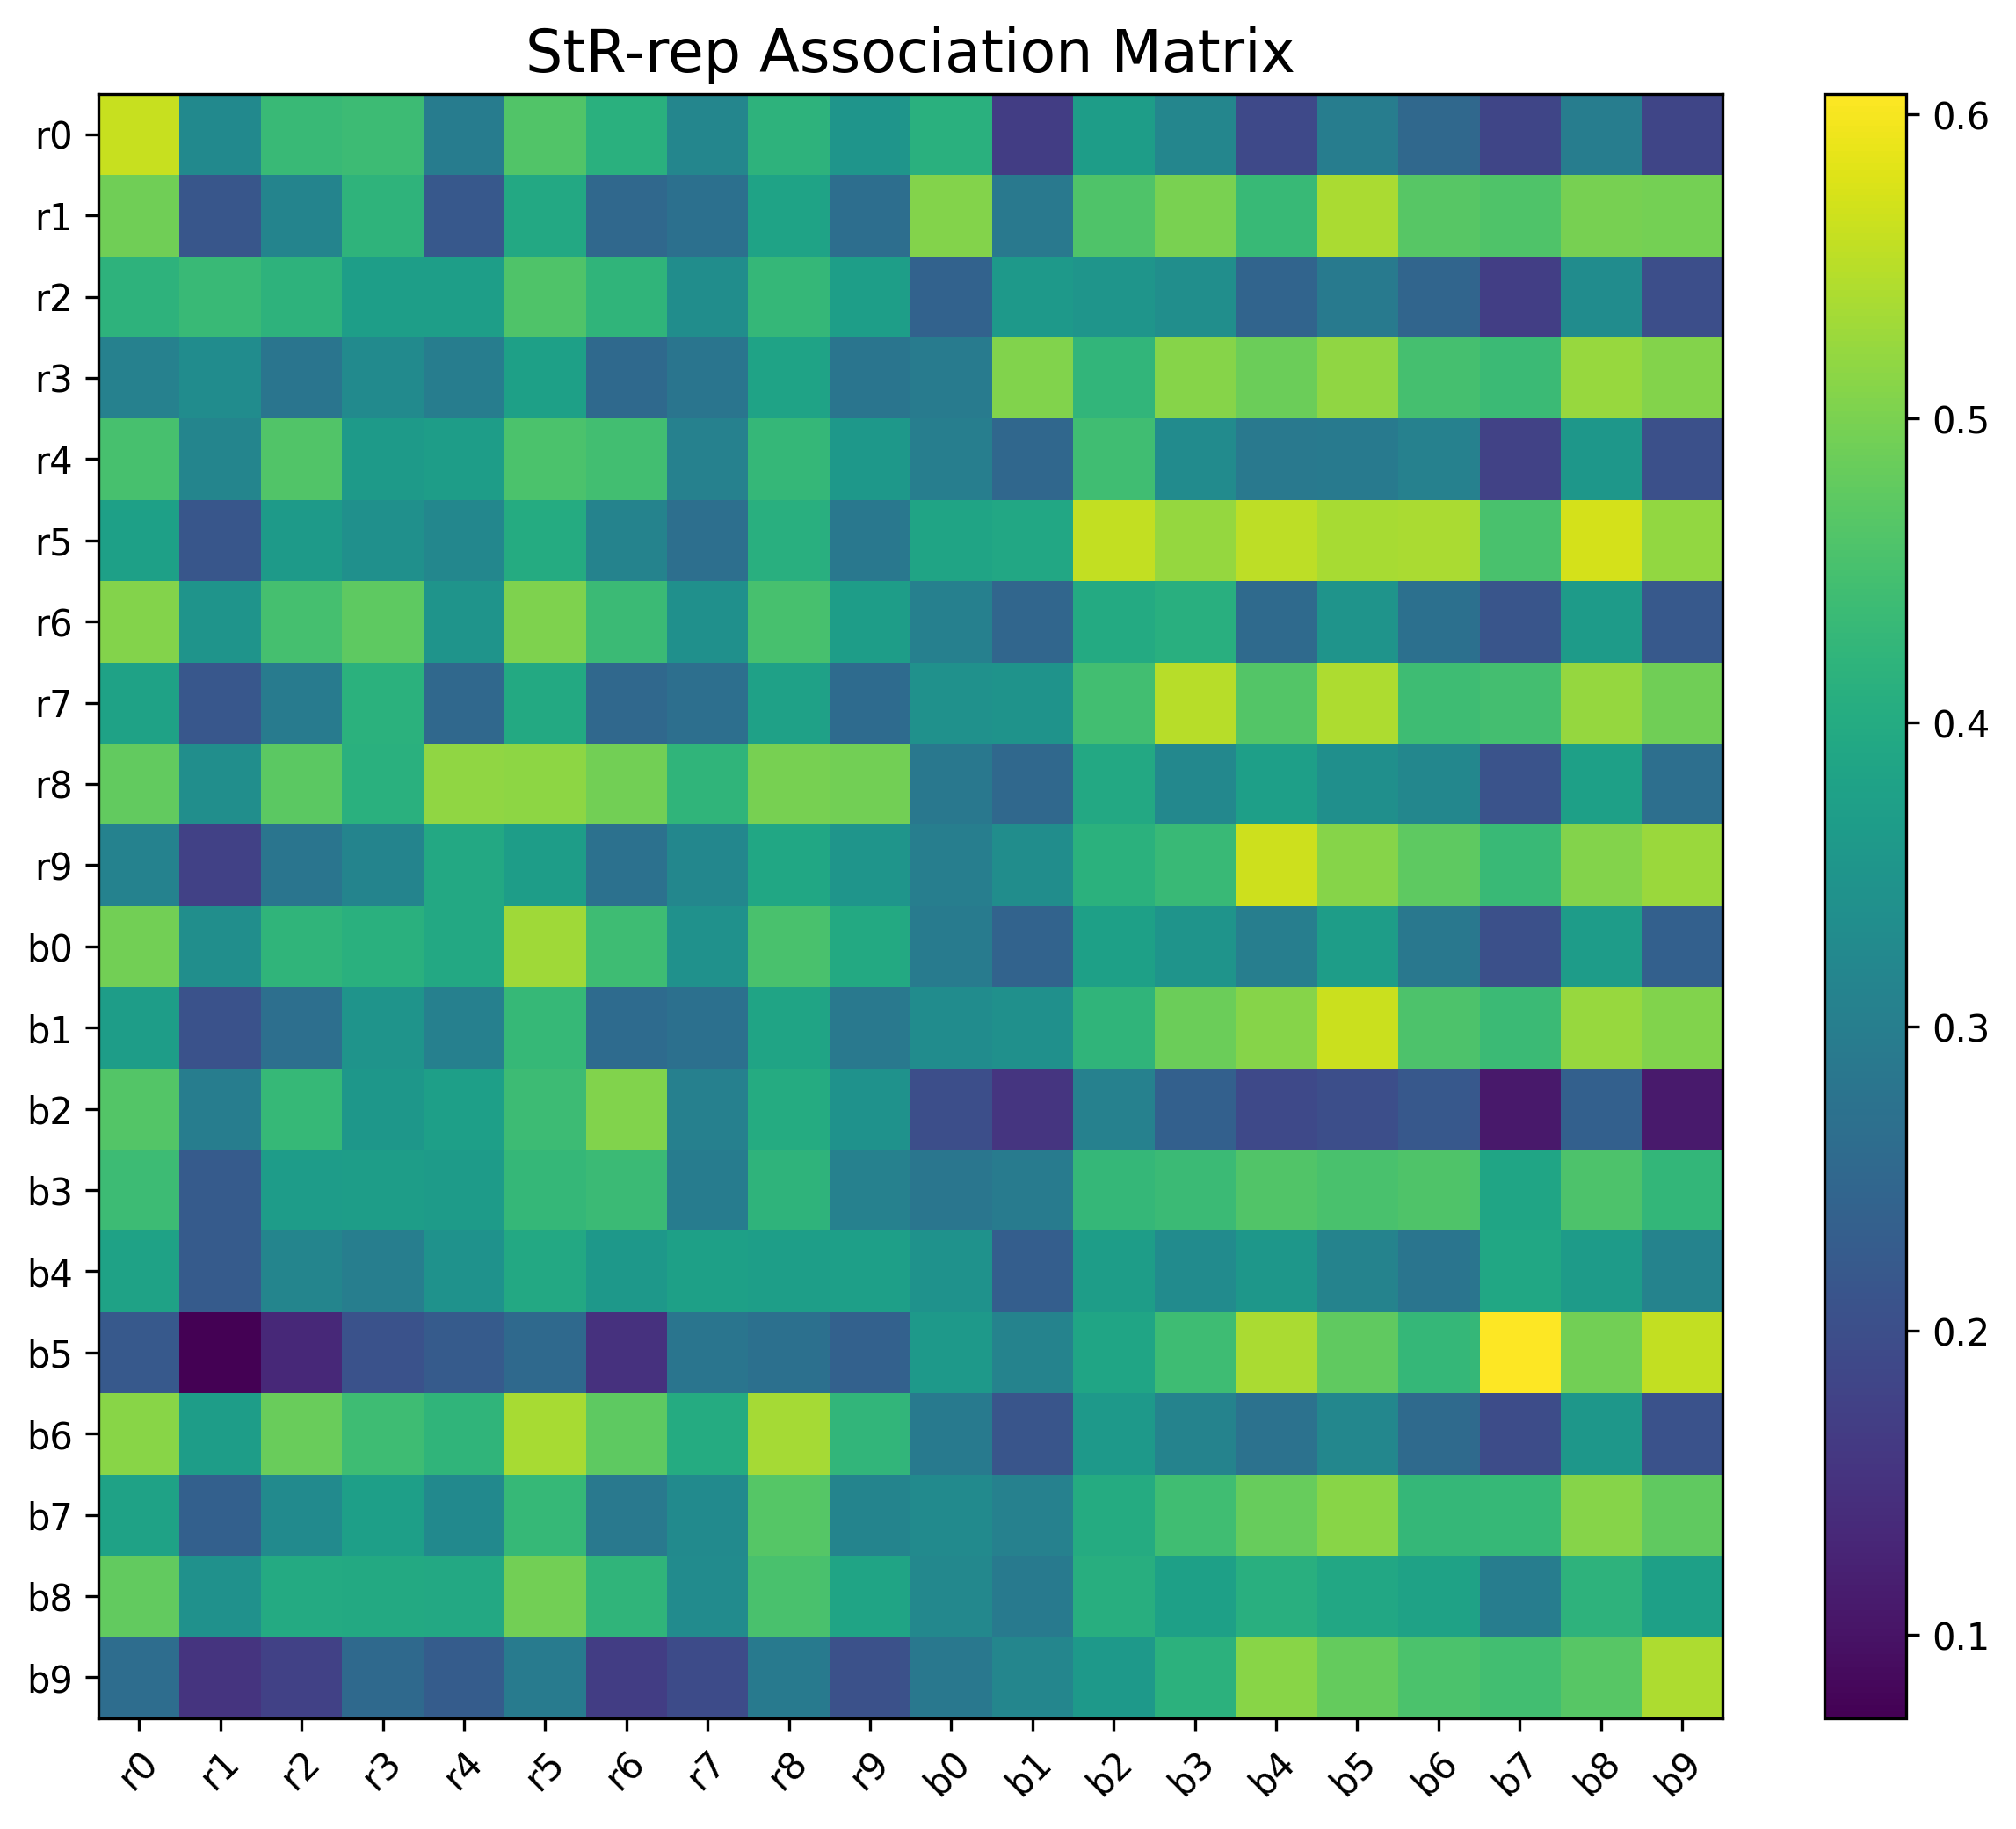 StR-rep Association Matrix
r0
r1
r2
r3
r4
r5
r6
r7
r8
r9
b0
b1
b2
b3
b4
b5
b6
b7
b8
b9
r0 r1 r2 r3 r4 r5 r6 r7 r8 r9 b0 b1 b2 b3 b4 b5 b6 b7 b8 b9
0.6
0.5
0.4
0.3
0.2
0.1